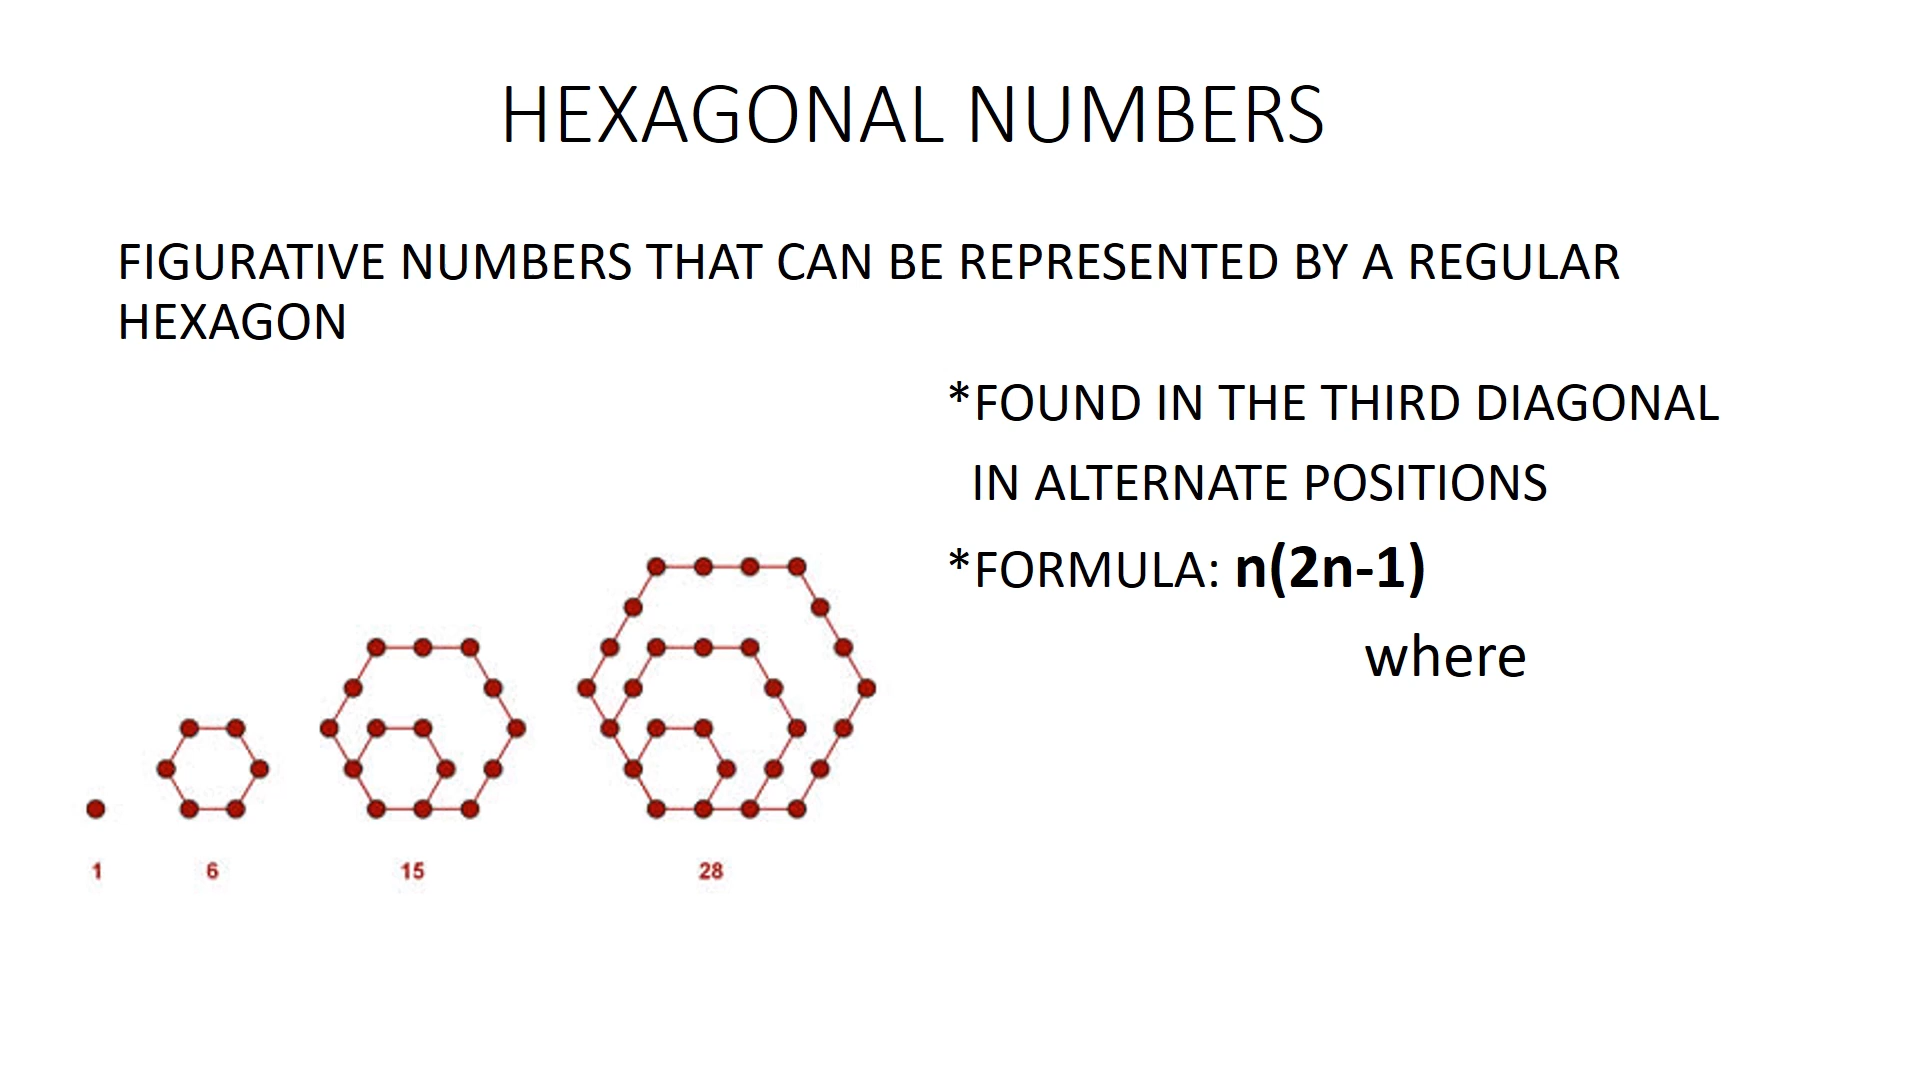 HEXAGONAL NUMBERS
FIGURATIVE NUMBERS THAT CAN BE REPRESENTED BY A REGULAR
HEXAGON
*FOUND IN THE THIRD DIAGONAL
IN ALTERNATE POSITIONS
*FORMULA: n(2n-1)
where
1 6 15 28